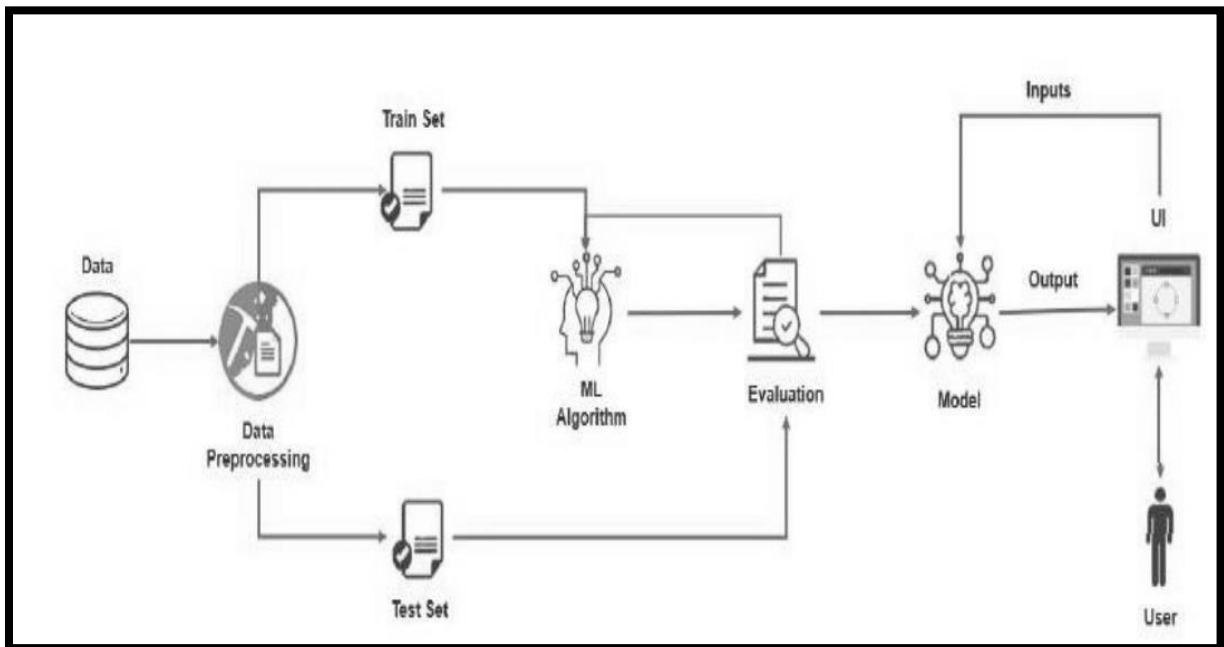 Inputs
Train Set
UI
Data
Output
ML
Algorithm
Evaluation
Model
Data
Preprocessing
Test Set
User